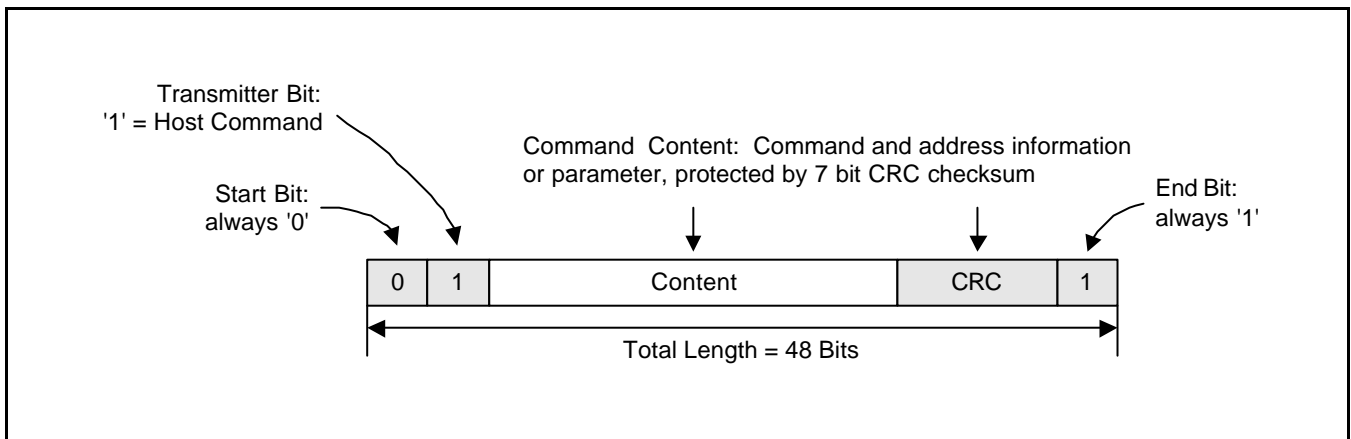 Transmitter Bit:
'1' = Host Command
Command Content: Command and address information
or parameter, protected by 7 bit CRC checksum
Start Bit:
always '0'
End Bit:
always '1'
0 1 Content CRC 1
Total Length = 48 Bits